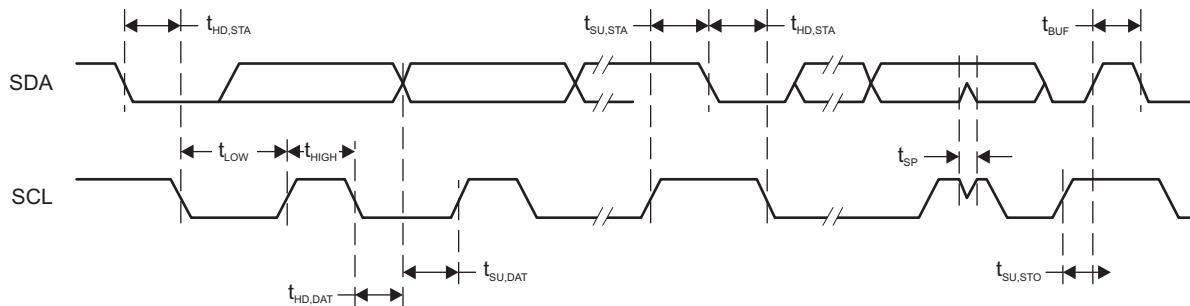 tHD,STA
tSU,STA
tHD,STA
tBUF
SDA
tLOW
tHIGH
tSP
SCL
tSU,DAT
tSU,STO
tHD,DAT